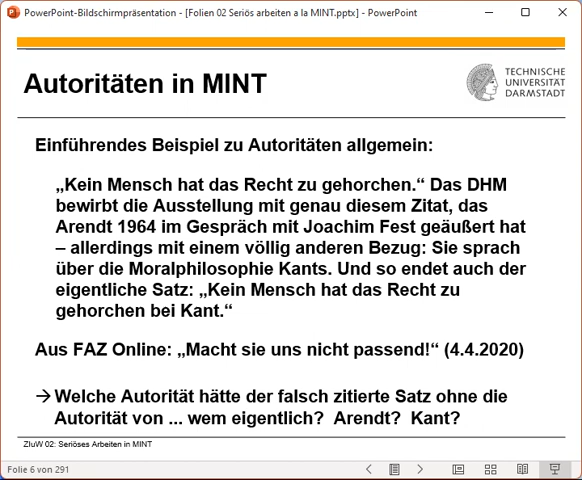 PowerPoint-Bildschirmpräsentation - [Folien 02 Seriös arbeiten a la MINT.pptx] - PowerPoint
Autoritäten in MINT
TECHNISCHE
UNIVERSITÄT
DARMSTADT
Einführendes Beispiel zu Autoritäten allgemein:
„Kein Mensch hat das Recht zu gehorchen.“ Das DHM
bewirbt die Ausstellung mit genau diesem Zitat, das
Arendt 1964 im Gespräch mit Joachim Fest geäußert hat
– allerdings mit einem völlig anderen Bezug: Sie sprach
über die Moralphilosophie Kants. Und so endet auch der
eigentliche Satz: „Kein Mensch hat das Recht zu
gehorchen bei Kant.“
Aus FAZ Online: „Macht sie uns nicht passend!“ (4.4.2020)
→ Welche Autorität hätte der falsch zitierte Satz ohne die
Autorität von ... wem eigentlich? Arendt? Kant?
ZIuW 02: Seriöses Arbeiten in MINT
Folie 6 von 291